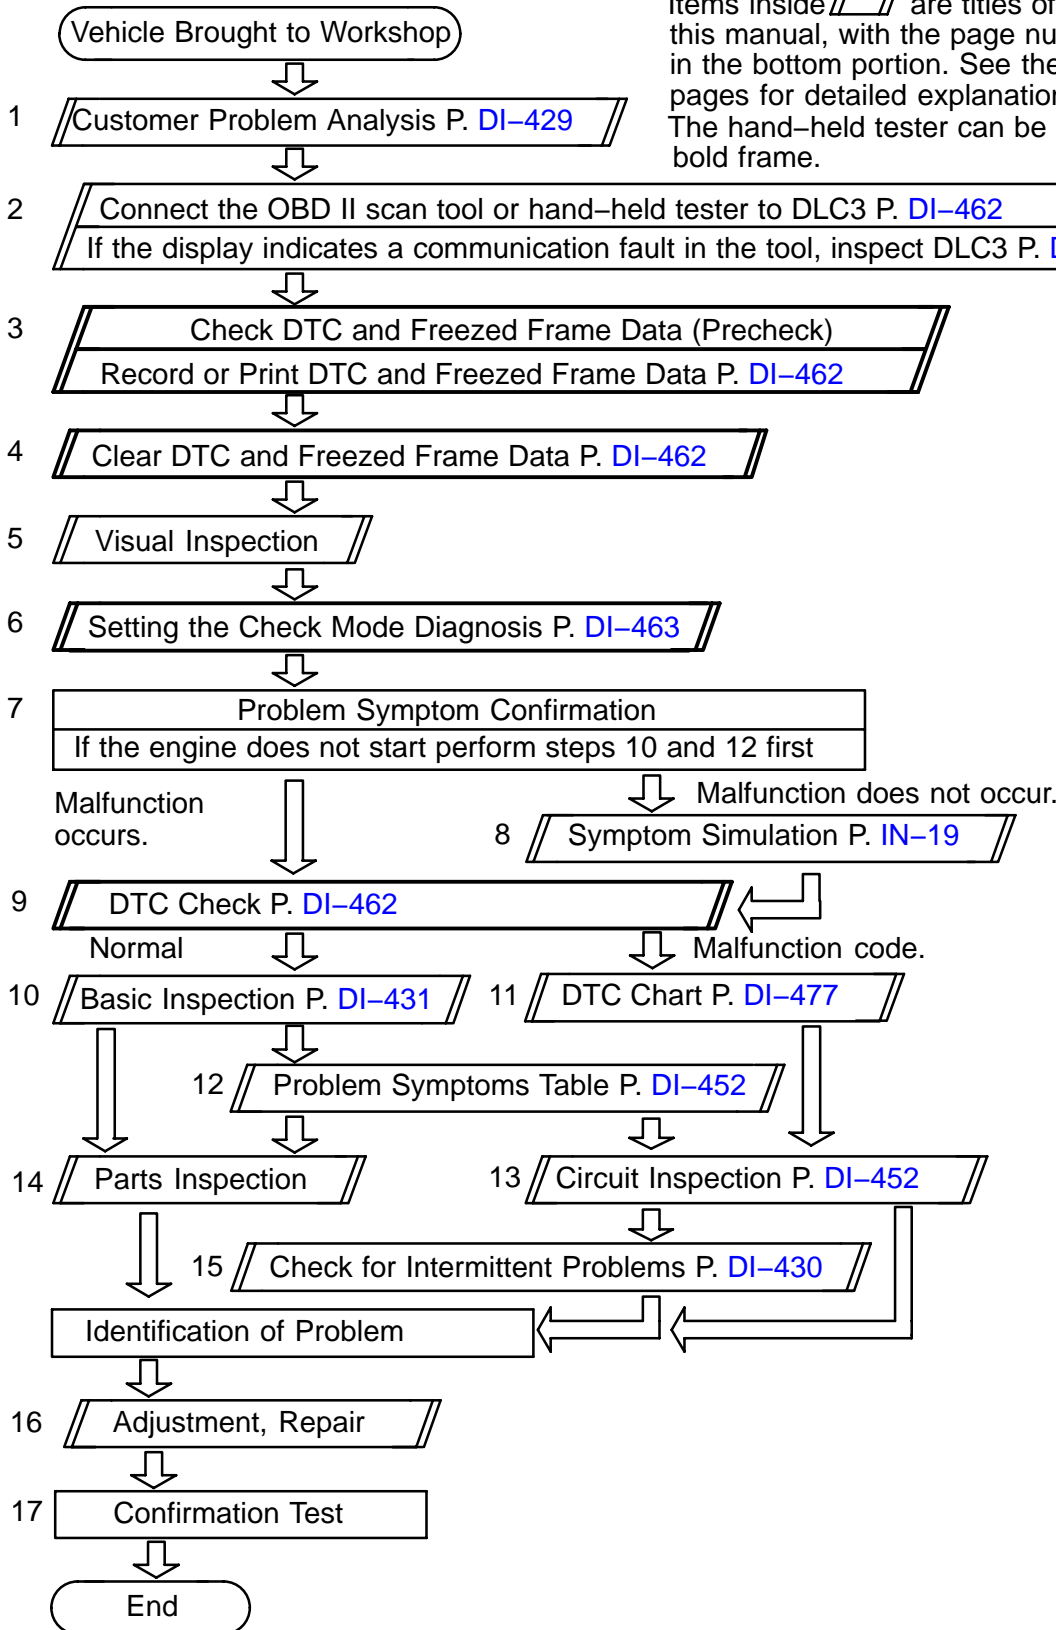 Items inside are titles of
this manual, with the page
in the bottom portion. See
pages for detailed
The hand–held tester can be
bold frame.
Vehicle Brought to Workshop
1 Customer Problem Analysis P. DI–429
2 Connect the OBD II scan tool or hand–held tester to DLC3 P. DI–462
If the display indicates a communication fault in the tool, inspect DLC3 P.
3 Check DTC and Freezed Frame Data (Precheck)
Record or Print DTC and Freezed Frame Data P. DI–462
4 Clear DTC and Freezed Frame Data P. DI–462
5 Visual Inspection
6 Setting the Check Mode Diagnosis P. DI–463
7 Problem Symptom Confirmation
If the engine does not start perform steps 10 and 12 first
Malfunction
occurs.
Malfunction does not occur.
8 Symptom Simulation P. IN–19
9 DTC Check P. DI–462
Normal
Malfunction code.
10 Basic Inspection P. DI–431
11 DTC Chart P. DI–477
12 Problem Symptoms Table P. DI–452
14 Parts Inspection
13 Circuit Inspection P. DI–452
15 Check for Intermittent Problems P. DI–430
Identification of Problem
16 Adjustment, Repair
17 Confirmation Test
End